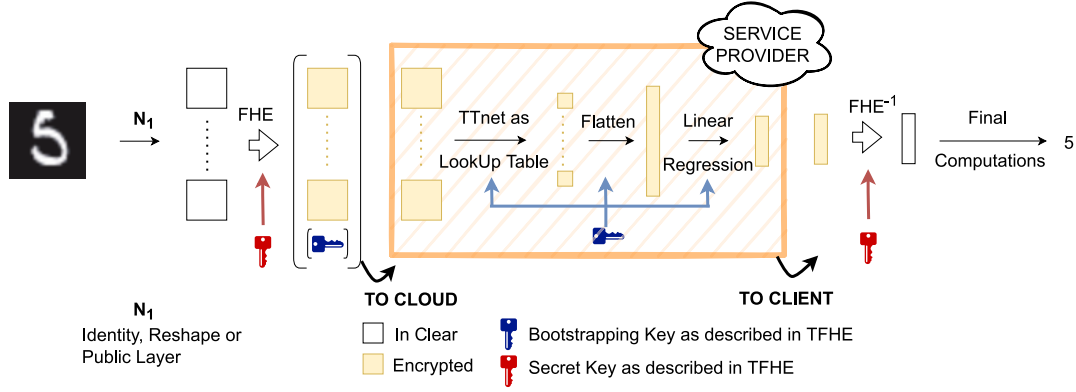 SERVICE
PROVIDER
5
N1
FHE
TTnet as
LookUp Table
Flatten
Linear
Regression
FHE-1
Final
Computations
5
TO CLOUD
TO CLIENT
N1
Identity, Reshape or
Public Layer
In Clear
Encrypted
Bootstrapping Key as described in TFHE
Secret Key as described in TFHE